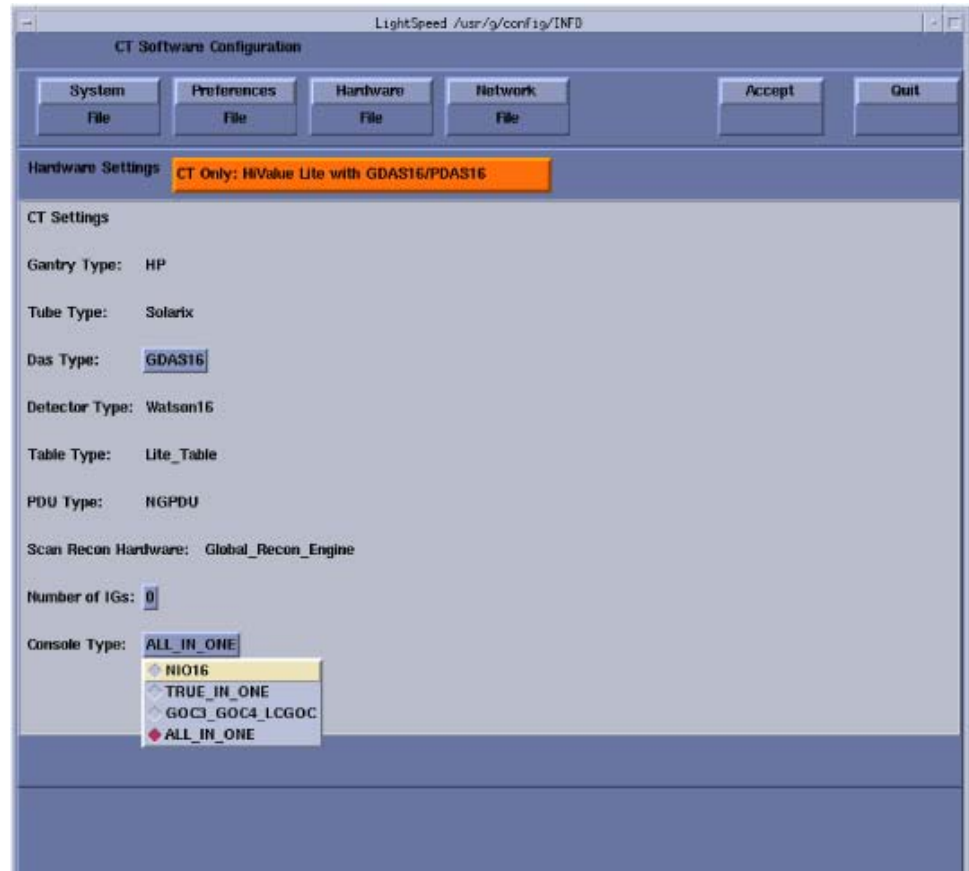 LightSpeed /usr/g/config/INFO
CT Software Configuration
System Preferences Hardware Network Accept Quit
File File File File
Hardware Settings CT Only: HiValue Lite with GDAS16/PDAS16
CT Settings
Gantry Type: HP
Tube Type: Solarix
Das Type: GDAS16
Detector Type: Watson16
Table Type: Lite_Table
PDU Type: NGPDU
Scan Recon Hardware: Global_Recon_Engine
Number of IGs: 0
Console Type: ALL_IN_ONE
NIO16
TRUE_IN_ONE
GOC3_GOC4_LCGOC
ALL_IN_ONE